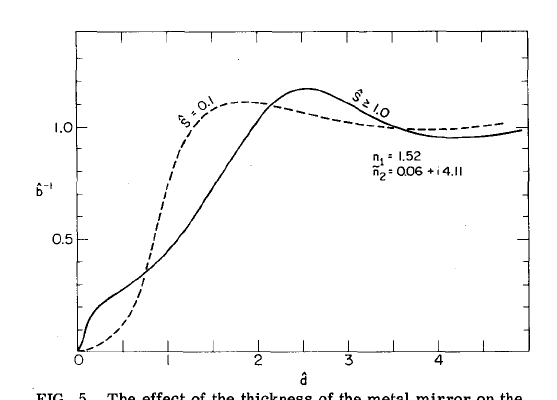 ŝ = 0.1
ŝ ≥ 1.0
1.0
n₁ = 1.52
ñ₂ = 0.06 + i 4.11
b̂⁻¹
0.5
0 1 2 3 4
d̂
FIG. 5. The effect of the thickness of the metal mirror on the